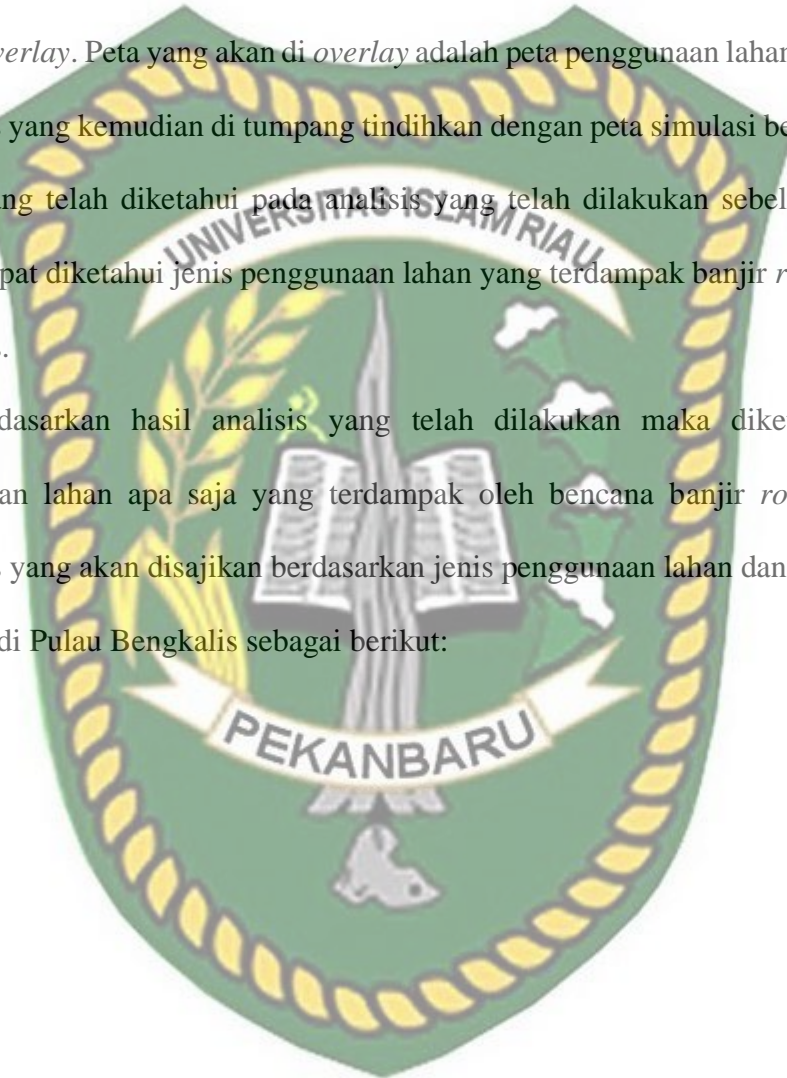 verlay. Peta yang akan di overlay adalah peta penggunaan lahan
yang kemudian di tumpang tindihkan dengan peta simulasi be
ng telah diketahui pada analisis yang telah dilakukan sebel
UNIVERSITAS ISLAM RIAU
pat diketahui jenis penggunaan lahan yang terdampak banjir r
dasarkan hasil analisis yang telah dilakukan maka dike
an lahan apa saja yang terdampak oleh bencana banjir ro
yang akan disajikan berdasarkan jenis penggunaan lahan dan
di Pulau Bengkalis sebagai berikut:
PEKANBARU